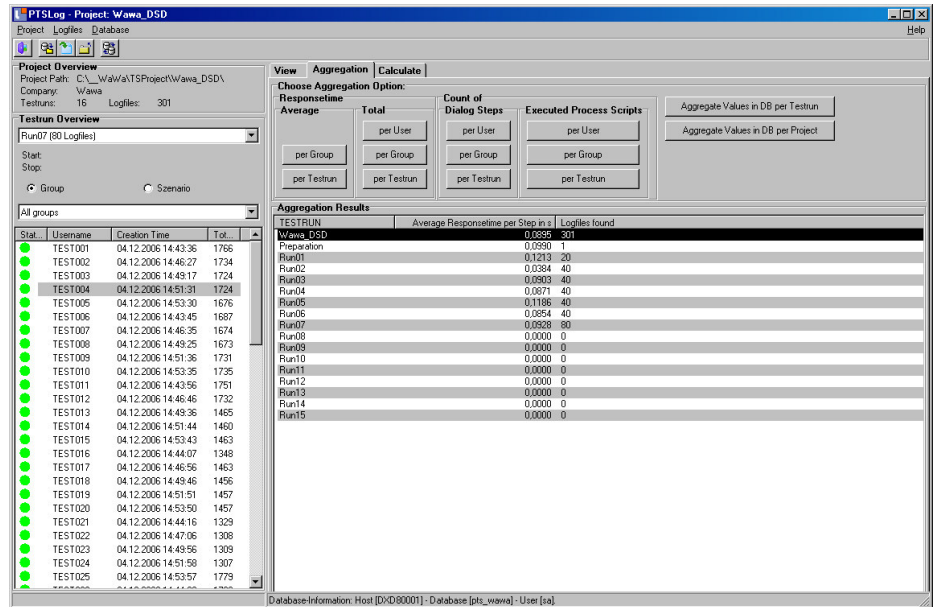 PTSLog - Project: Wawa_DSD
Project Logfiles Database Help
Project Overview
Project Path: C:\__WaWa\TSProject\Wawa_DSD\
Company: Wawa
Testruns: 16 Logfiles: 301
Testrun Overview
Run07 (80 Logfiles)
Start:
Stop:
Group Szenario
All groups
Stat... Username Creation Time Tot...
TEST001 04.12.2006 14:43:36 1766
TEST002 04.12.2006 14:46:27 1734
TEST003 04.12.2006 14:49:17 1724
TEST004 04.12.2006 14:51:31 1724
TEST005 04.12.2006 14:53:30 1676
TEST006 04.12.2006 14:43:45 1687
TEST007 04.12.2006 14:46:35 1674
TEST008 04.12.2006 14:49:25 1673
TEST009 04.12.2006 14:51:36 1731
TEST010 04.12.2006 14:53:35 1735
TEST011 04.12.2006 14:43:56 1751
TEST012 04.12.2006 14:46:46 1732
TEST013 04.12.2006 14:49:36 1465
TEST014 04.12.2006 14:51:44 1460
TEST015 04.12.2006 14:53:43 1463
TEST016 04.12.2006 14:44:07 1348
TEST017 04.12.2006 14:46:56 1463
TEST018 04.12.2006 14:49:46 1456
TEST019 04.12.2006 14:51:51 1457
TEST020 04.12.2006 14:53:50 1457
TEST021 04.12.2006 14:44:16 1329
TEST022 04.12.2006 14:47:06 1308
TEST023 04.12.2006 14:49:56 1309
TEST024 04.12.2006 14:51:58 1307
TEST025 04.12.2006 14:53:57 1779
View Aggregation Calculate
Choose Aggregation Option:
Responsetime Count of
Average Total Dialog Steps Executed Process Scripts
per User per User per User
per Group per Group per Group per Group
per Testrun per Testrun per Testrun per Testrun
Aggregate Values in DB per Testrun
Aggregate Values in DB per Project
Aggregation Results
TESTRUN Average Responsetime per Step in s Logfiles found
Wawa_DSD 0,0895 301
Preparation 0,0990 1
Run01 0,1213 20
Run02 0,0384 40
Run03 0,0903 40
Run04 0,0871 40
Run05 0,1186 40
Run06 0,0854 40
Run07 0,0928 80
Run08 0,0000 0
Run09 0,0000 0
Run10 0,0000 0
Run11 0,0000 0
Run12 0,0000 0
Run13 0,0000 0
Run14 0,0000 0
Run15 0,0000 0
Database-Information: Host [DXD80001] - Database [pts_wawa] - User [sa].